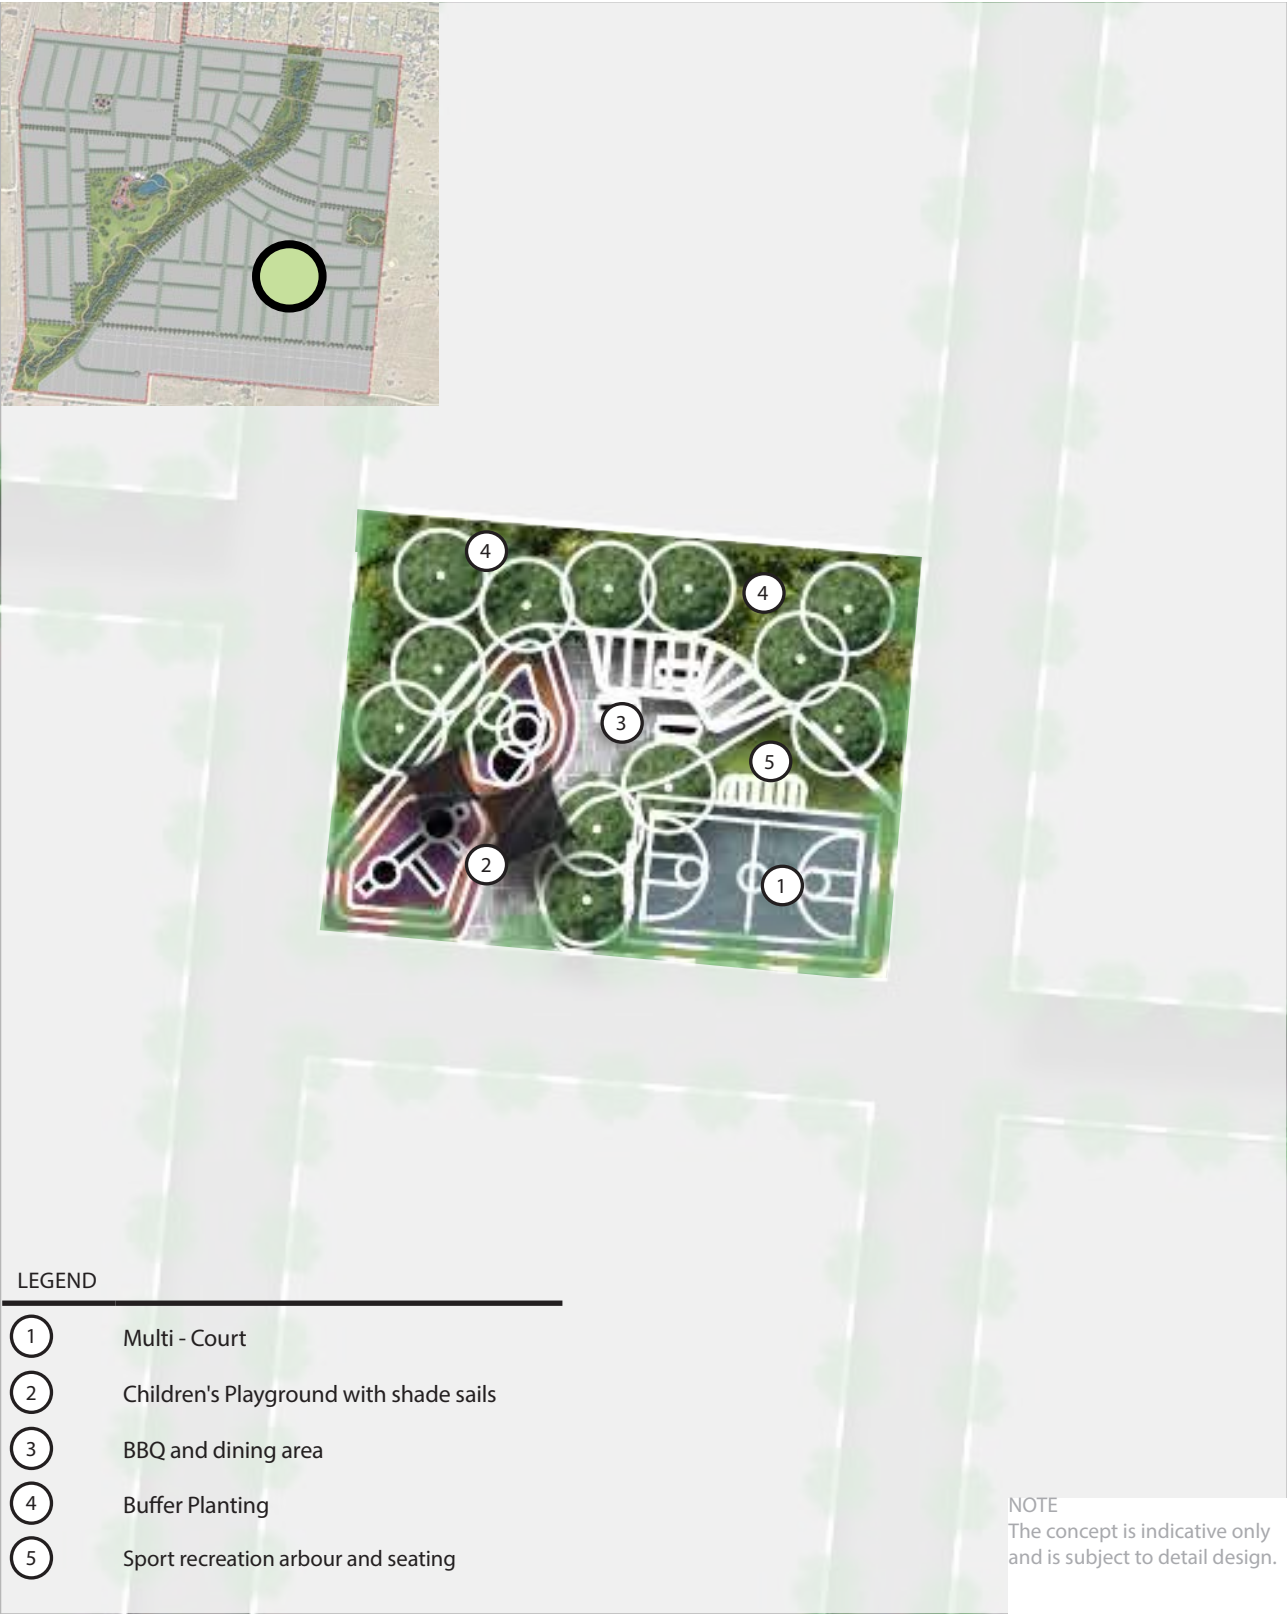 4
4
3
5
2
1
LEGEND
1 Multi - Court
2 Children's Playground with shade sails
3 BBQ and dining area
4 Buffer Planting
5 Sport recreation arbour and seating
NOTE
The concept is indicative only
and is subject to detail design.